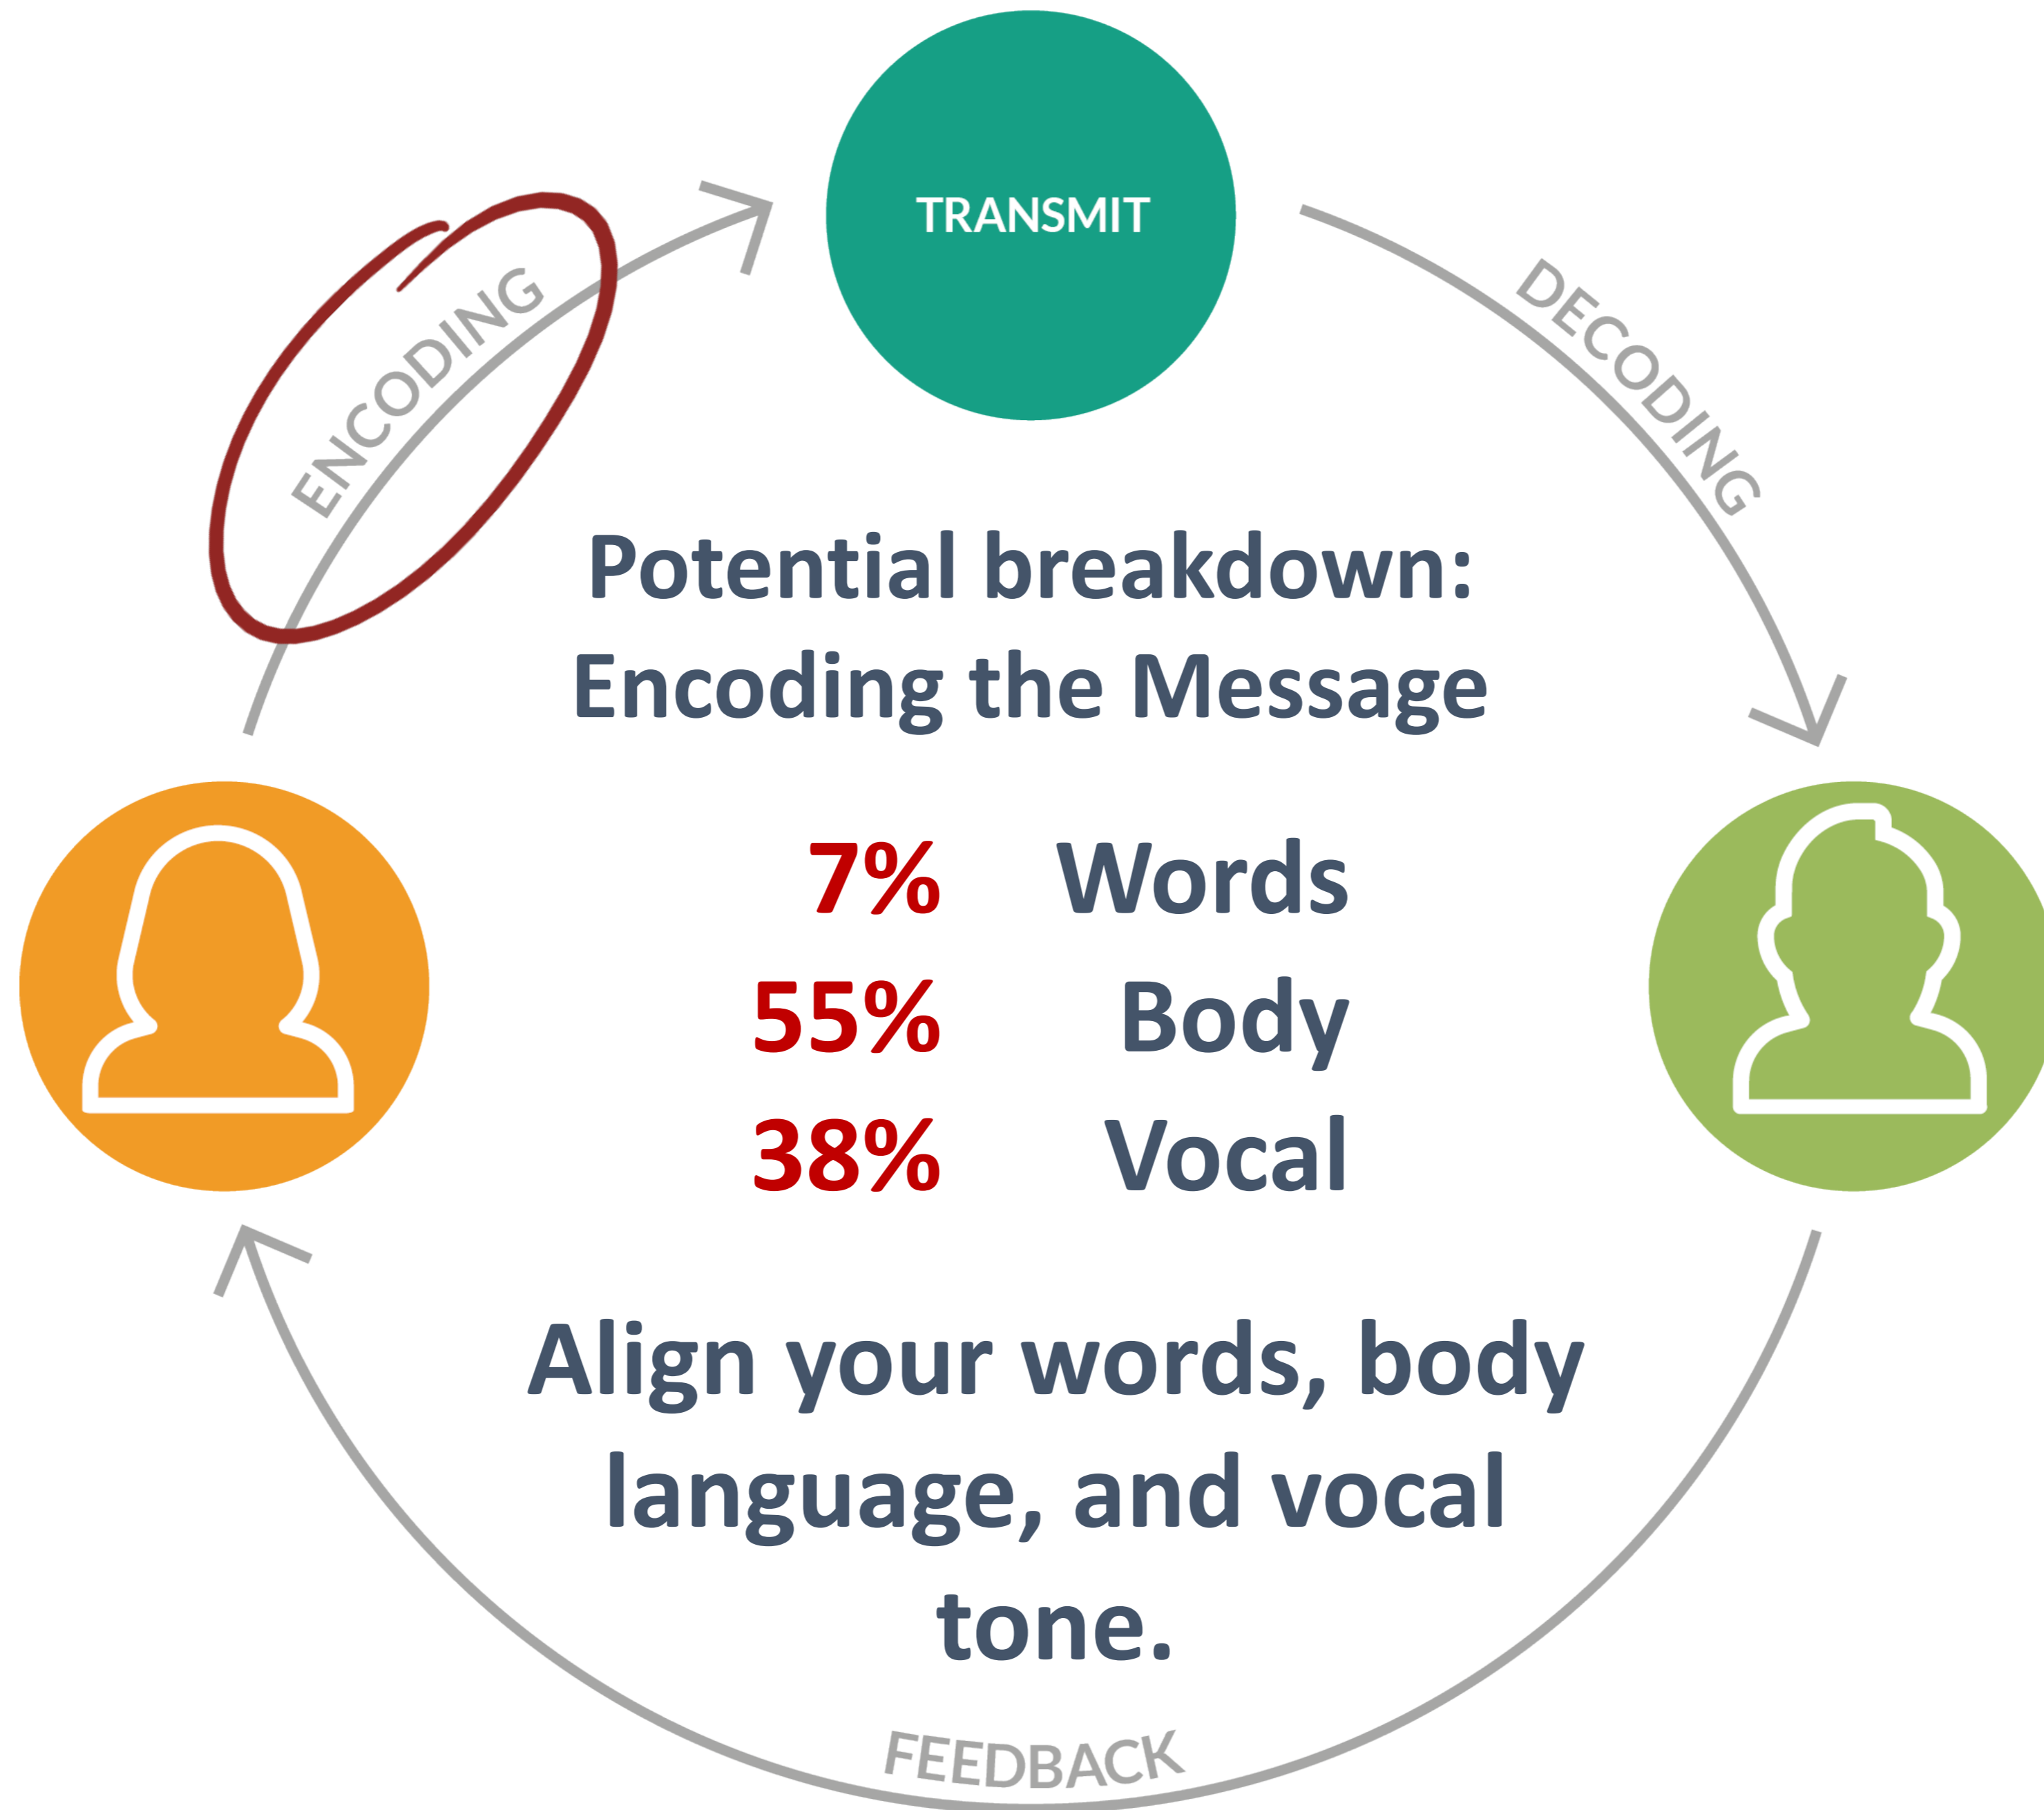 TRANSMIT
ENCODING
DECODING
Potential breakdown:
Encoding the Message
7% Words
55% Body
38% Vocal
Align your words, body
language, and vocal
tone.
FEEDBACK